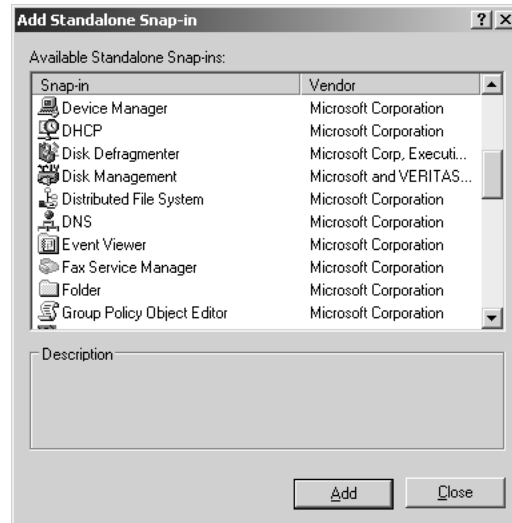 Add Standalone Snap-in
Available Standalone Snap-ins:
Snap-in Vendor
Device Manager Microsoft Corporation
DHCP Microsoft Corporation
Disk Defragmenter Microsoft Corp, Executi...
Disk Management Microsoft and VERITAS...
Distributed File System Microsoft Corporation
DNS Microsoft Corporation
Event Viewer Microsoft Corporation
Fax Service Manager Microsoft Corporation
Folder Microsoft Corporation
Group Policy Object Editor Microsoft Corporation
Description
Add Close